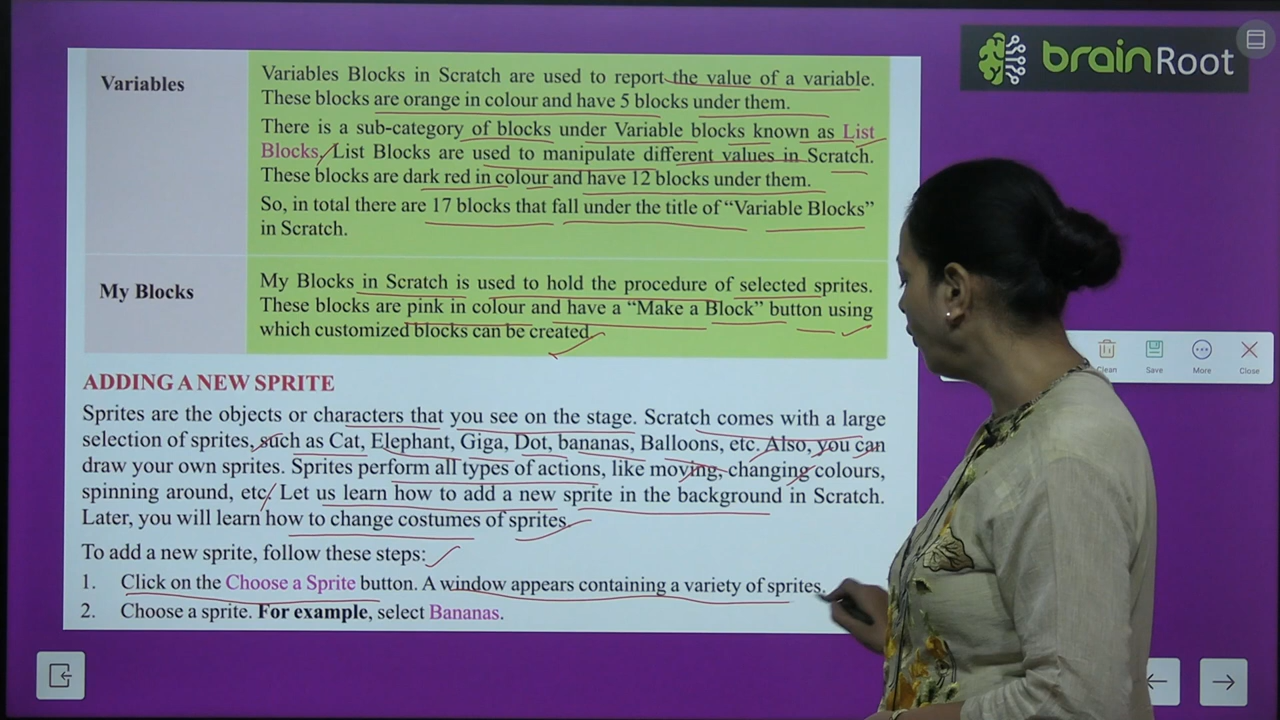 brainRoot
Variables
Variables Blocks in Scratch are used to report the value of a variable.
These blocks are orange in colour and have 5 blocks under them.
There is a sub-category of blocks under Variable blocks known as List
Blocks. List Blocks are used to manipulate different values in Scratch.
These blocks are dark red in colour and have 12 blocks under them.
So, in total there are 17 blocks that fall under the title of “Variable Blocks”
in Scratch.
My Blocks
My Blocks in Scratch is used to hold the procedure of selected sprites.
These blocks are pink in colour and have a “Make a Block” button using
which customized blocks can be created.
ADDING A NEW SPRITE
Sprites are the objects or characters that you see on the stage. Scratch comes with a large
selection of sprites, such as Cat, Elephant, Giga, Dot, bananas, Balloons, etc. Also, you can
draw your own sprites. Sprites perform all types of actions, like moving, changing colours,
spinning around, etc. Let us learn how to add a new sprite in the background in Scratch.
Later, you will learn how to change costumes of sprites.
To add a new sprite, follow these steps:
1. Click on the Choose a Sprite button. A window appears containing a variety of sprites.
2. Choose a sprite. For example, select Bananas.
Clean Save More Close